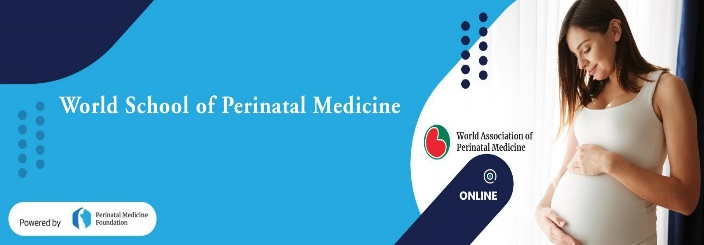 World School of Perinatal Medicine
World Association of
Perinatal Medicine
ONLINE
Powered by
Perinatal Medicine
Foundation